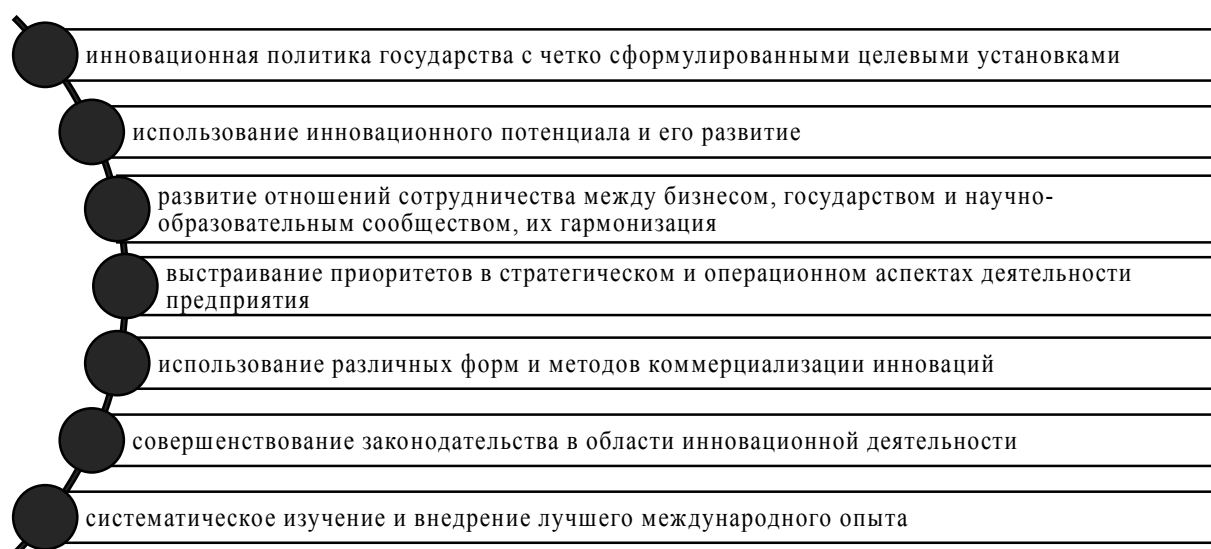 инновационная политика государства с четко сформулированными целевыми установками
использование инновационного потенциала и его развитие
развитие отношений сотрудничества между бизнесом, государством и научно-
образовательным сообществом, их гармонизация
выстраивание приоритетов в стратегическом и операционном аспектах деятельности
предприятия
использование различных форм и методов коммерциализации инноваций
совершенствование законодательства в области инновационной деятельности
систематическое изучение и внедрение лучшего международного опыта